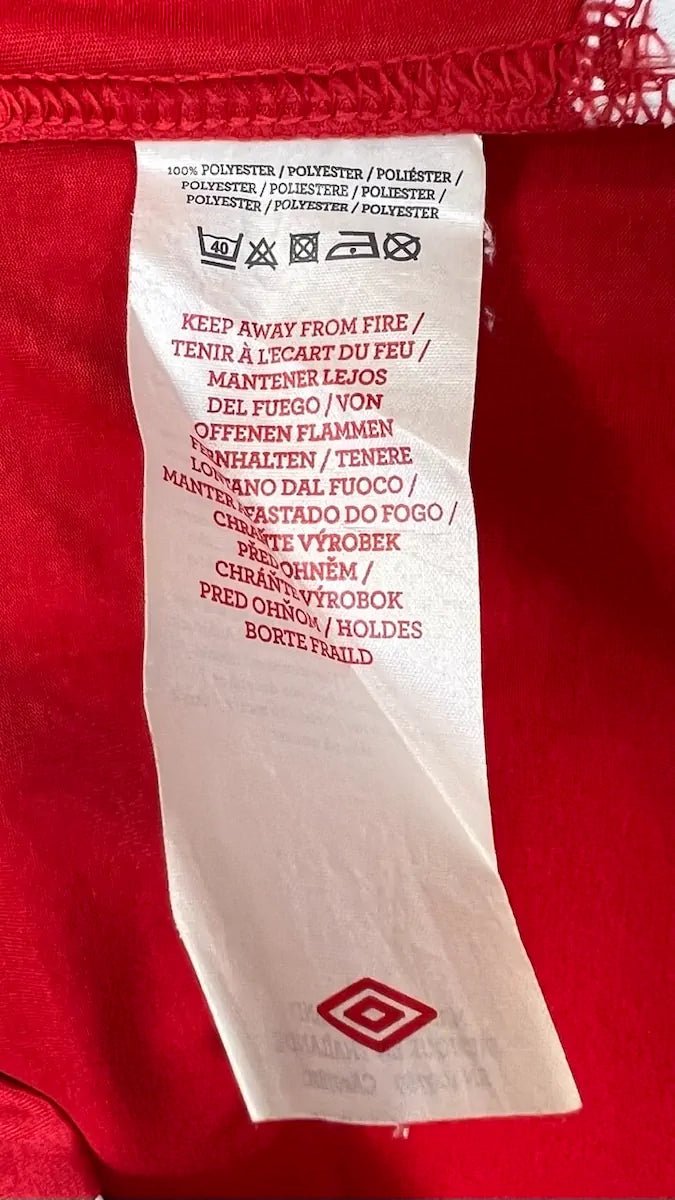 100% POLYESTER / POLYESTER / POLIÉSTER /
POLYESTER / POLIESTERE / POLIESTER /
POLYESTER / POLYESTER / POLYESTER
40
KEEP AWAY FROM FIRE /
TENIR À L'ECART DU FEU /
MANTENER LEJOS
DEL FUEGO / VON
OFFENEN FLAMMEN
FERNHALTEN / TENERE
LONTANO DAL FUOCO /
MANTER AFASTADO DO FOGO /
CHRAŇTE VÝROBEK
PŘED OHNĚM /
CHRÁŇTE VÝROBOK
PRED OHŇOM / HOLDES
BORTE FRAILD